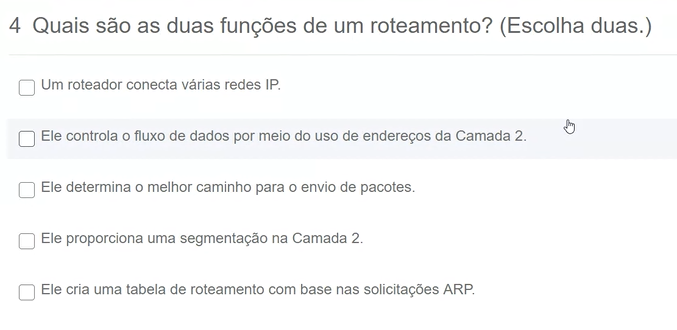 4 Quais são as duas funções de um roteamento? (Escolha duas.)
Um roteador conecta várias redes IP.
Ele controla o fluxo de dados por meio do uso de endereços da Camada 2.
Ele determina o melhor caminho para o envio de pacotes.
Ele proporciona uma segmentação na Camada 2.
Ele cria uma tabela de roteamento com base nas solicitações ARP.